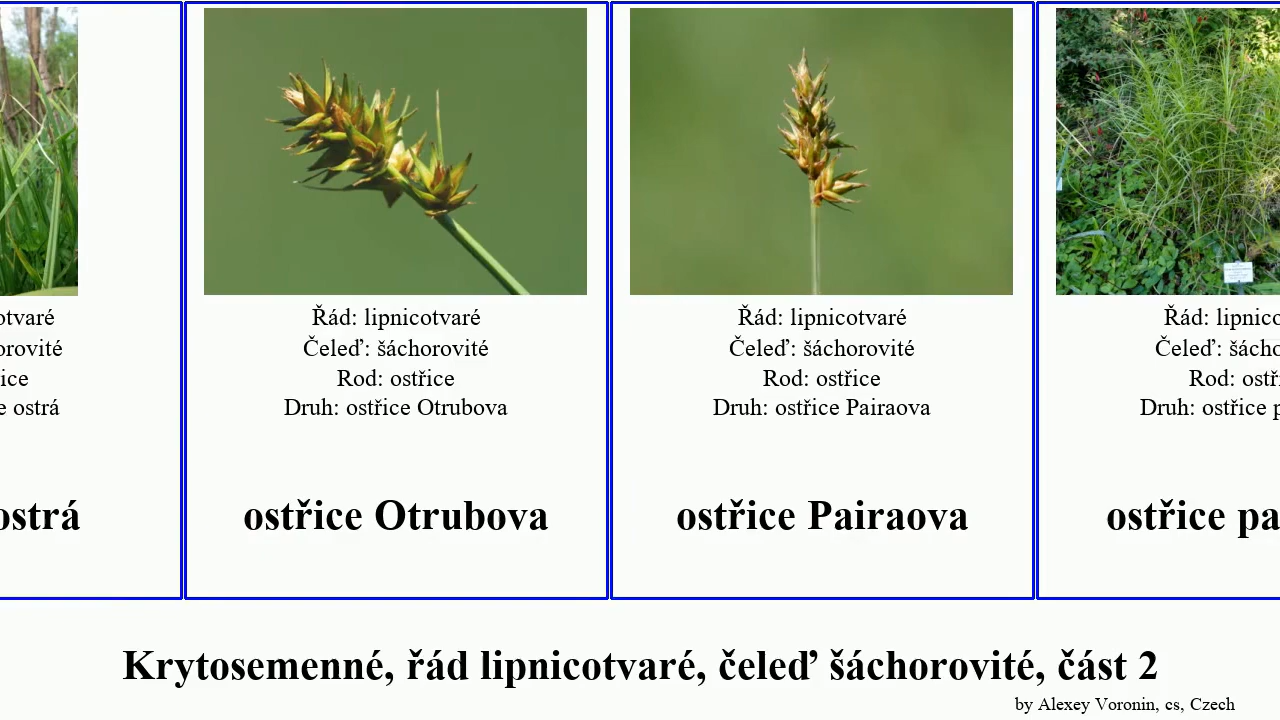 otvaré
orovité
ice
e ostrá
ostrá
Řád: lipnicotvaré
Čeleď: šáchorovité
Rod: ostřice
Druh: ostřice Otrubova
ostřice Otrubova
Řád: lipnicotvaré
Čeleď: šáchorovité
Rod: ostřice
Druh: ostřice Pairaova
ostřice Pairaova
Řád: lipnico
Čeleď: šácho
Rod: ostř
Druh: ostřice p
ostřice pa
Krytosemenné, řád lipnicotvaré, čeleď šáchorovité, část 2
by Alexey Voronin, cs, Czech